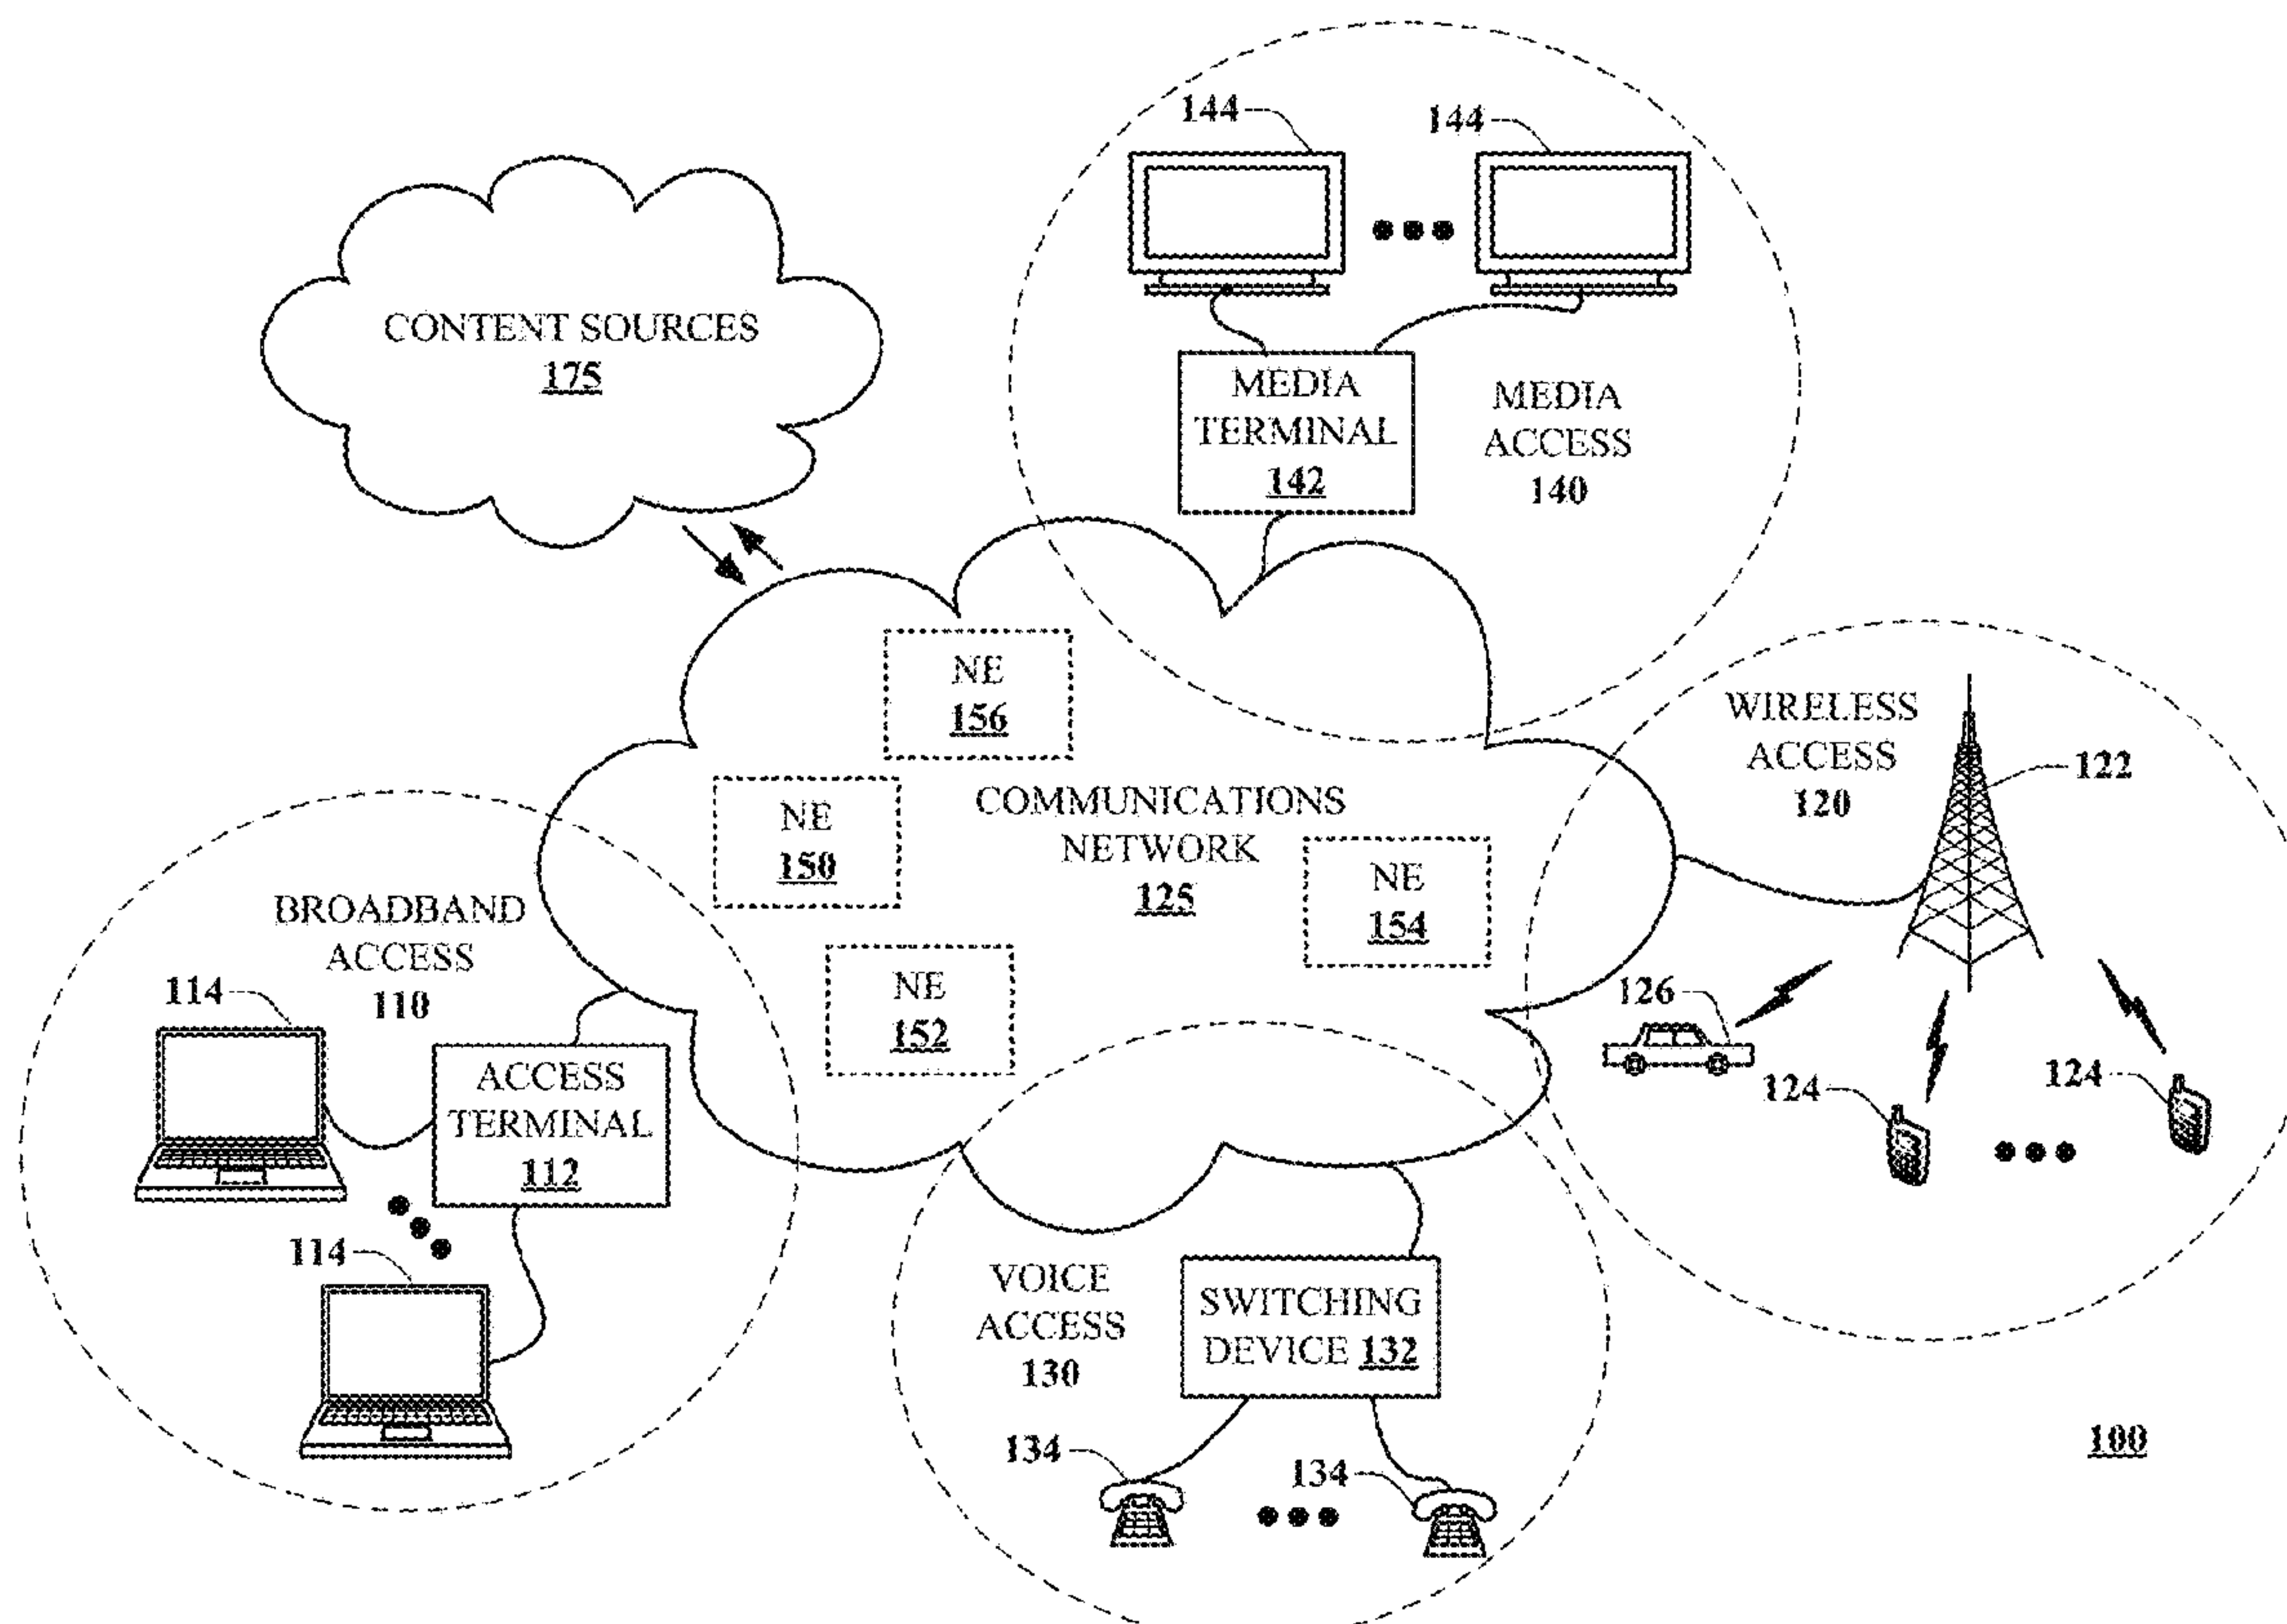 144
144
CONTENT SOURCES
175
MEDIA
TERMINAL
142
MEDIA
ACCESS
140
NE
156
WIRELESS
ACCESS
120
122
NE
150
COMMUNICATIONS
NETWORK
125
NE
154
BROADBAND
ACCESS
110
114
NE
152
126
124
124
ACCESS
TERMINAL
112
114
VOICE
ACCESS
130
SWITCHING
DEVICE 132
134
134
100